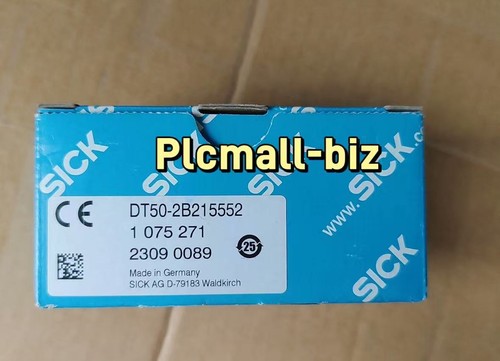 SICK
SICK
Plcmall-biz
www.
SICK
.c
CE
DT50-2B215552
1 075 271
2309 0089
25
Made in Germany
SICK AG D-79183 Waldkirch
SICK